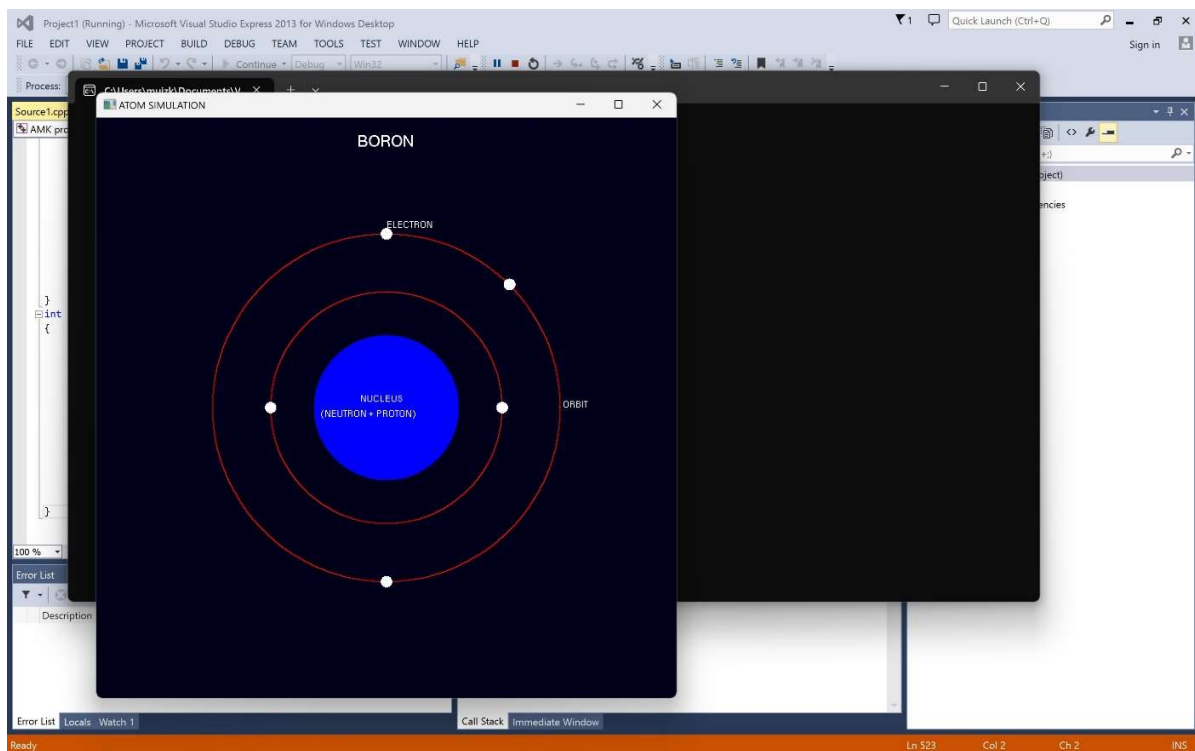 Project1 (Running) - Microsoft Visual Studio Express 2013 for Windows Desktop
1
Quick Launch (Ctrl+Q)
FILE EDIT VIEW PROJECT BUILD DEBUG TEAM TOOLS TEST WINDOW HELP
Sign in
Continue Debug Win32
Process:
Source1.cpp
ATOM SIMULATION
AMK
BORON
ELECTRON
}
int
{
NUCLEUS
(NEUTRON + PROTON)
ORBIT
}
100 %
Error List
Description
Error List Locals Watch 1
Call Stack Immediate Window
Ready
Ln 523 Col 2 Ch 2 INS